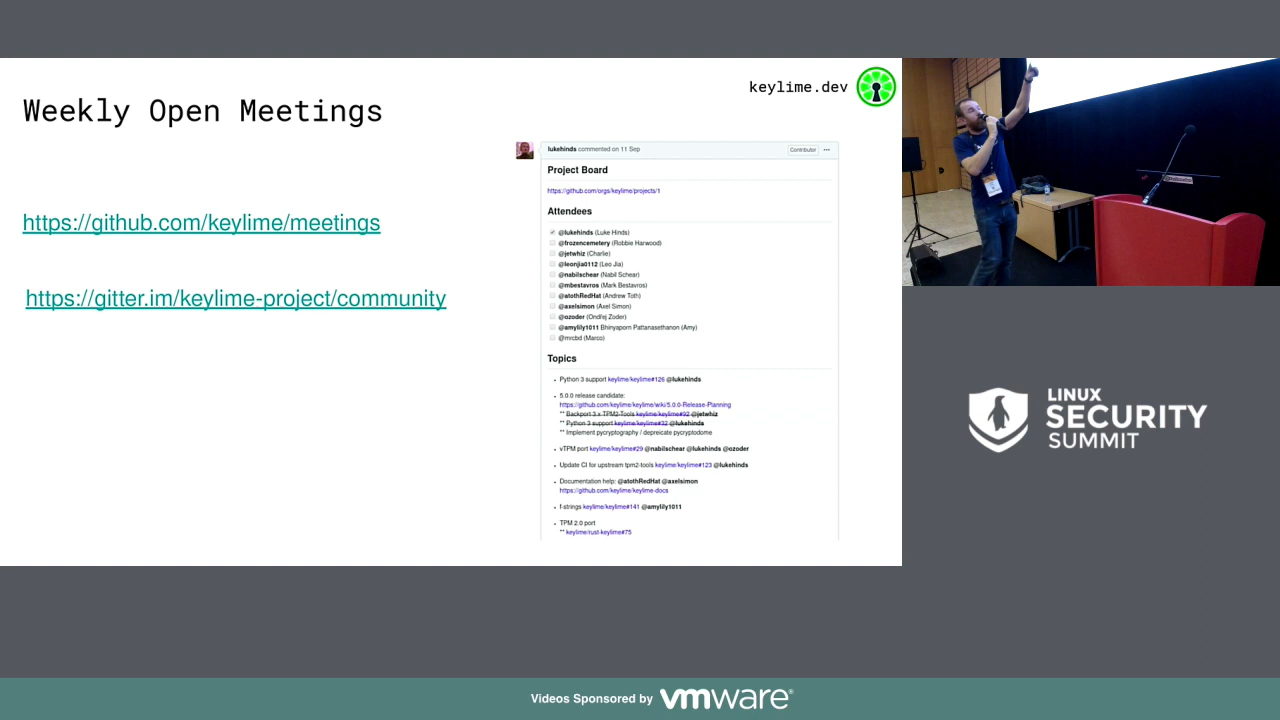 Weekly Open Meetings
keylime.dev
https://github.com/keylime/meetings
https://gitter.im/keylime-project/community
lukehinds commented on 11 Sep
Contributor ···
Project Board
https://github.com/orgs/keylime/projects/1
Attendees
@lukehinds (Luke Hinds)
@frozencemetery (Robbie Harwood)
@jetwhiz (Charlie)
@leonjia0112 (Leo Jia)
@nabilschear (Nabil Schear)
@mbestavros (Mark Bestavros)
@atothRedHat (Andrew Toth)
@axelsimon (Axel Simon)
@ozoder (Ondřej Zoder)
@amylily1011 Bhinyaporn Pattanasethanon (Amy)
@mrcbd (Marco)
Topics
• Python 3 support keylime/keylime#126 @lukehinds
• 5.0.0 release candidate:
https://github.com/keylime/keylime/wiki/5.0.0-Release-Planning
** Backport 3.x TPM2-Tools keylime/keylime#92 @jetwhiz
** Python 3 support keylime/keylime#32 @lukehinds
** Implement pycryptography / depreicate pycryptodome
• vTPM port keylime/keylime#29 @nabilschear @lukehinds @ozoder
• Update CI for upstream tpm2-tools keylime/keylime#123 @lukehinds
• Documentation help: @atothRedHat @axelsimon
https://github.com/keylime/keylime-docs
• f-strings keylime/keylime#141 @amylily1011
• TPM 2.0 port
** keylime/rust-keylime#75
LINUX
SECURITY
SUMMIT
Videos Sponsored by vmware®